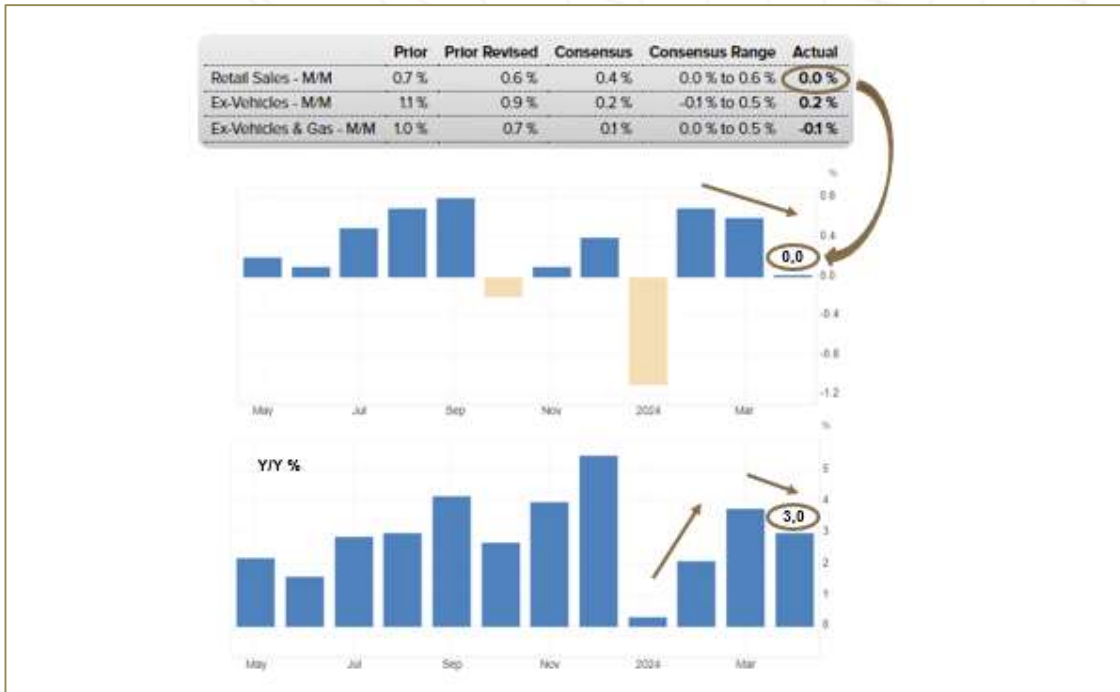 Prior Prior Revised Consensus Consensus Range Actual
Retail Sales - M/M 0.7 % 0.6 % 0.4 % 0.0 % to 0.6 % 0.0 %
Ex-Vehicles - M/M 1.1 % 0.9 % 0.2 % -0.1 % to 0.5 % 0.2 %
Ex-Vehicles & Gas - M/M 1.0 % 0.7 % 0.1 % 0.0 % to 0.5 % -0.1 %
%
0.8
0.4
0,0
0.0
-0.4
-0.8
-1.2
May Jul Sep Nov 2024 Mar
%
Y/Y %
5
4
3,0
3
2
1
0
May Jul Sep Nov 2024 Mar